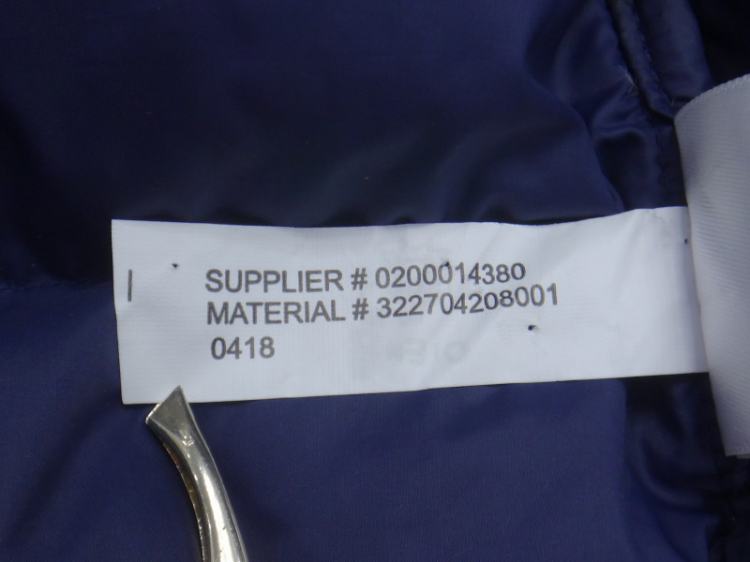 SUPPLIER # 0200014380
MATERIAL # 322704208001
0418